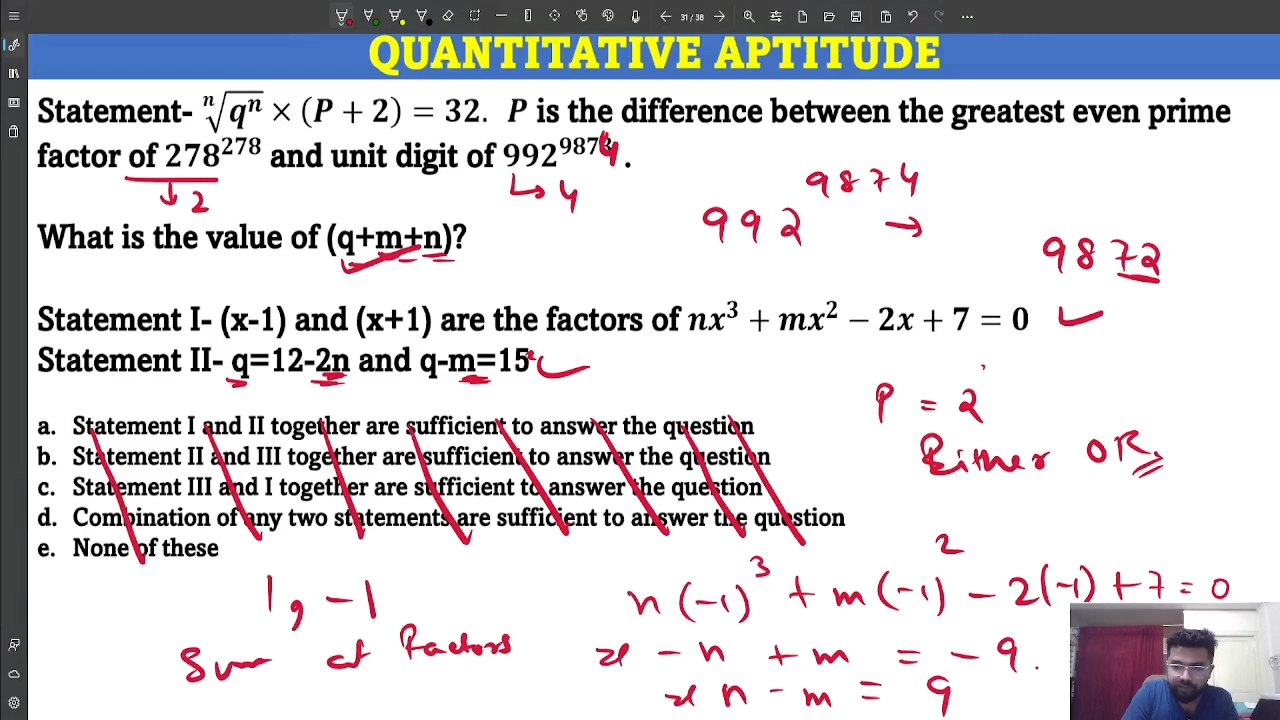 31 / 38
QUANTITATIVE APTITUDE
Statement- ⁿ√qⁿ × (P + 2) = 32. P is the difference between the greatest even prime
factor of 278²⁷⁸ and unit digit of 992⁹⁸⁷⁴ .
↓ 2
↳ 4
9874
992 →
What is the value of (q+m+n)?
9872
Statement I- (x-1) and (x+1) are the factors of nx³ + mx² − 2x + 7 = 0
Statement II- q=12-2n and q-m=15
P = 2
Either OR
a. Statement I and II together are sufficient to answer the question
b. Statement II and III together are sufficient to answer the question
c. Statement III and I together are sufficient to answer the question
d. Combination of any two statements are sufficient to answer the question
e. None of these
1, -1
n(-1)³ + m(-1)² - 2(-1) + 7 = 0
Sum at Factors
- n + m = - 9.
n - m = 9